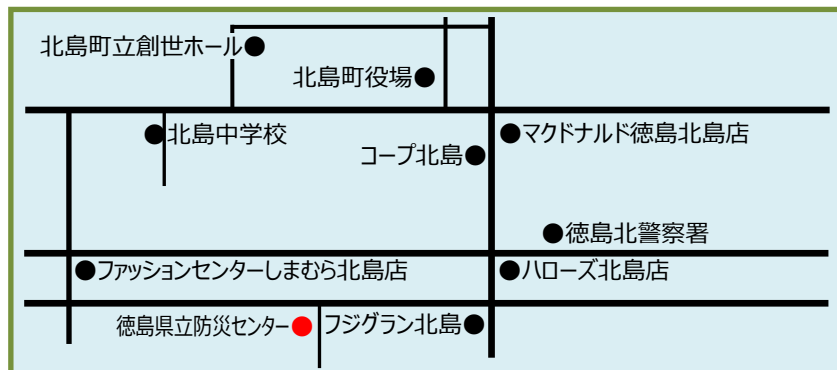 北島町立創世ホール●
北島町役場●
●北島中学校
●マクドナルド徳島北島店
コープ北島●
●徳島北警察署
●ファッションセンターしまむら北島店
●ハローズ北島店
徳島県立防災センター●
フジグラン北島●